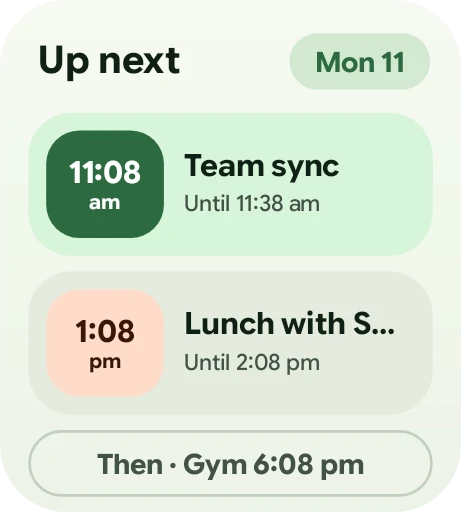 Up next
Mon 11
11:08
am
Team sync
Until 11:38 am
1:08
pm
Lunch with S...
Until 2:08 pm
Then · Gym 6:08 pm